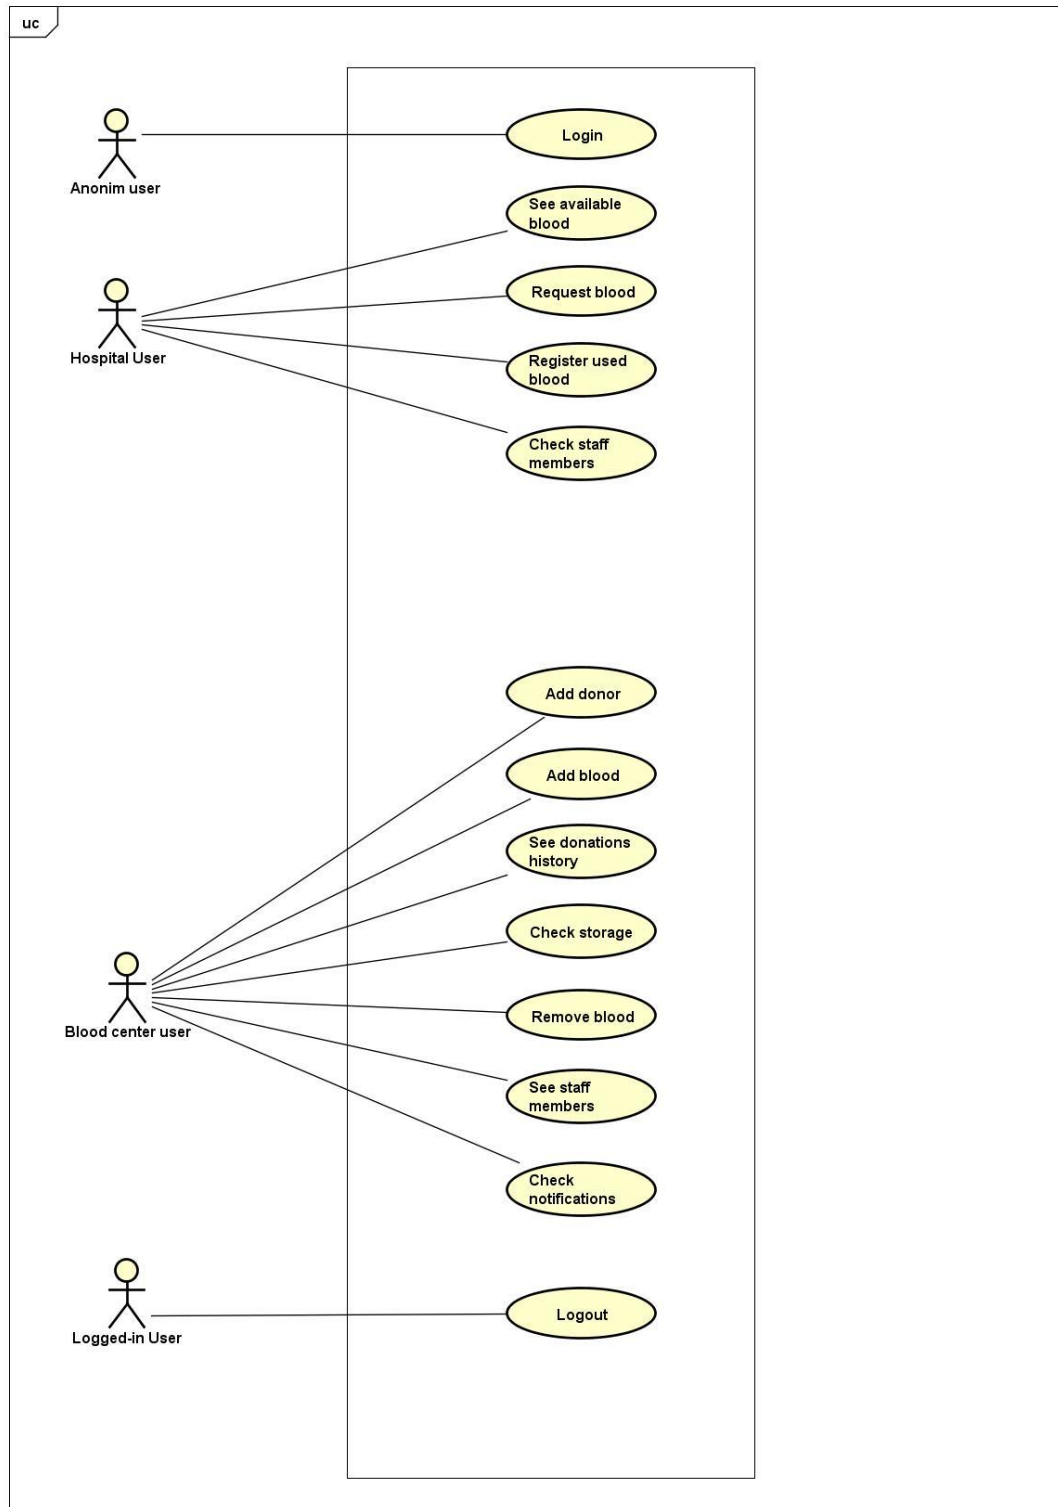 uc
Login
Anonim user
See available
blood
Request blood
Hospital User
Register used
blood
Check staff
members
Add donor
Add blood
See donations
history
Check storage
Remove blood
Blood center user
See staff
members
Check
notifications
Logout
Logged-in User